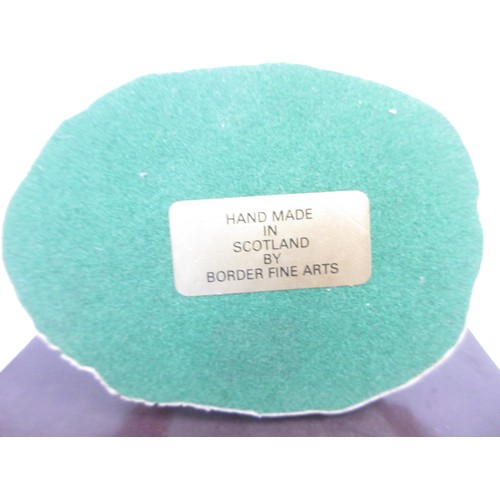 HAND MADE
IN
SCOTLAND
BY
BORDER FINE ARTS